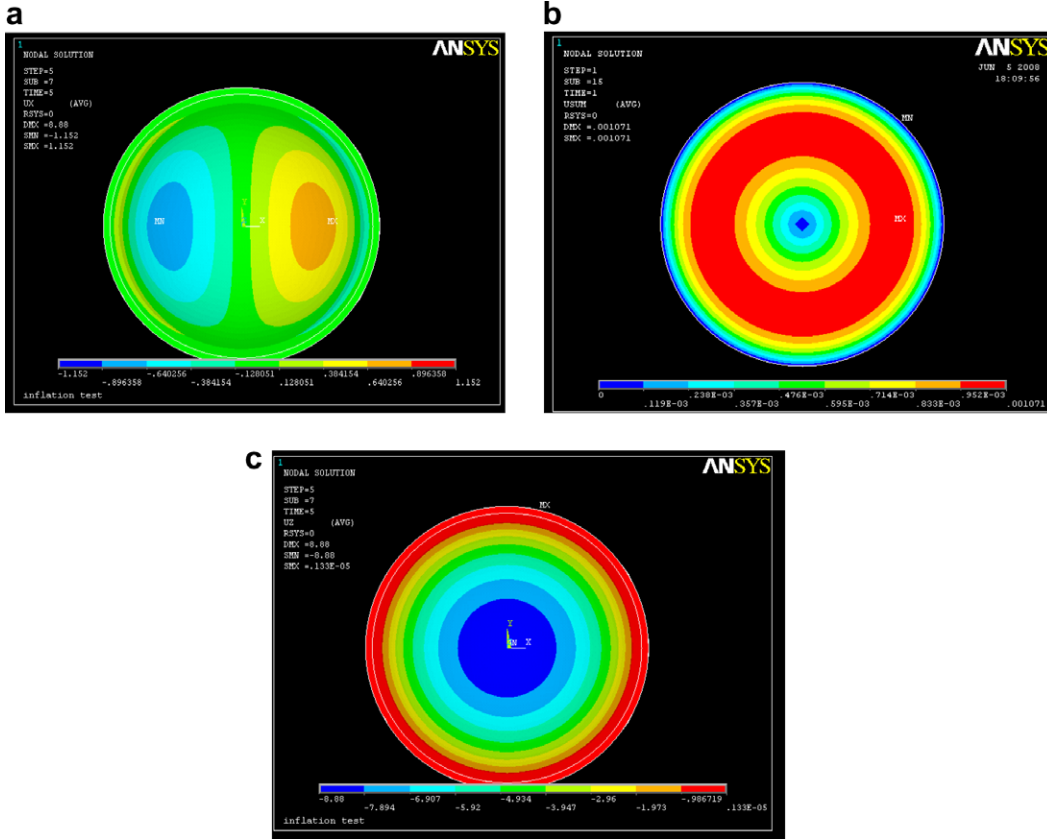 a
1
NODAL SOLUTION
ANSYS
STEP=5
SUB =7
TIME=5
UX (AVG)
RSYS=0
DMX =8.88
SMN =-1.152
SMX =1.152
Y
MN X MX
-1.152 -.640256 -.128051 .384154 .896358
-.896358 -.384154 .128051 .640256 1.152
inflation test
b
1
NODAL SOLUTION
ANSYS
JUN 5 2008
18:09:56
STEP=1
SUB =15
TIME=1
USUM (AVG)
RSYS=0
DMX =.001071
SMX =.001071
MN
MX
0 .238E-03 .476E-03 .714E-03 .952E-03
.119E-03 .357E-03 .595E-03 .833E-03 .001071
c
1
NODAL SOLUTION
ANSYS
STEP=5
SUB =7
TIME=5
UZ (AVG)
RSYS=0
DMX =8.88
SMN =-8.88
SMX =.133E-05
MX
Y
X
-8.88 -6.907 -4.934 -2.96 -.986719
-7.894 -5.92 -3.947 -1.973 .133E-05
inflation test